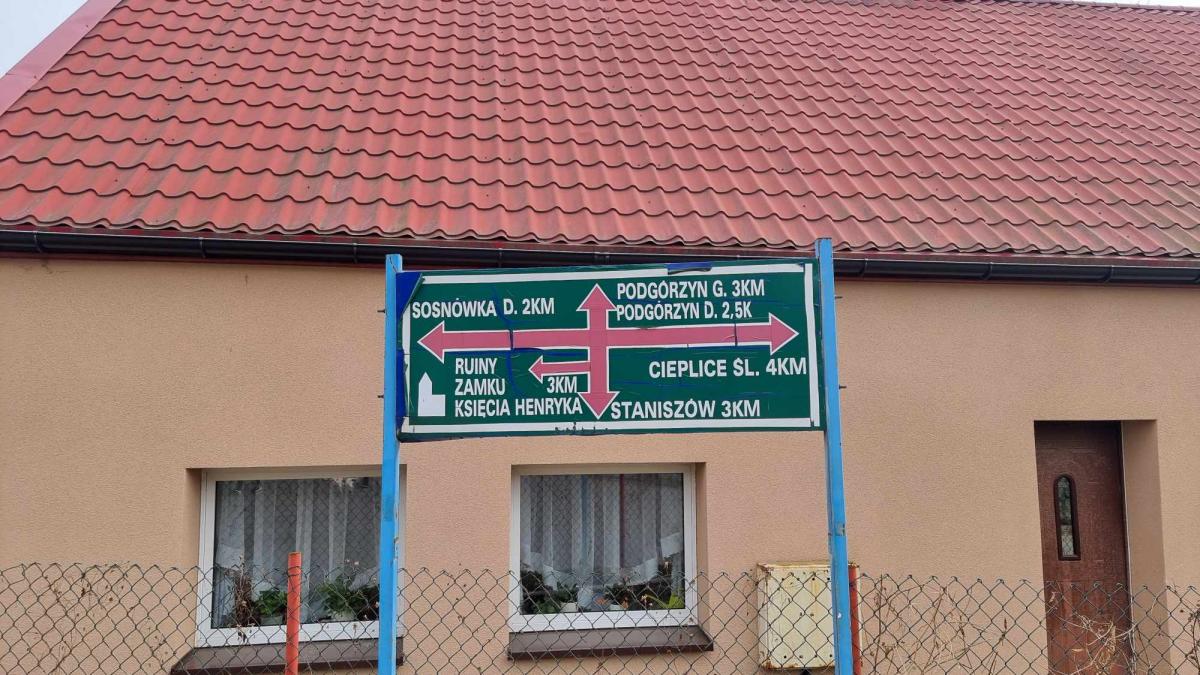 SOSNÓWKA D. 2KM
PODGÓRZYN G. 3KM
PODGÓRZYN D. 2,5K
RUINY
ZAMKU 3KM
KSIĘCIA HENRYKA
CIEPLICE ŚL. 4KM
STANISZÓW 3KM